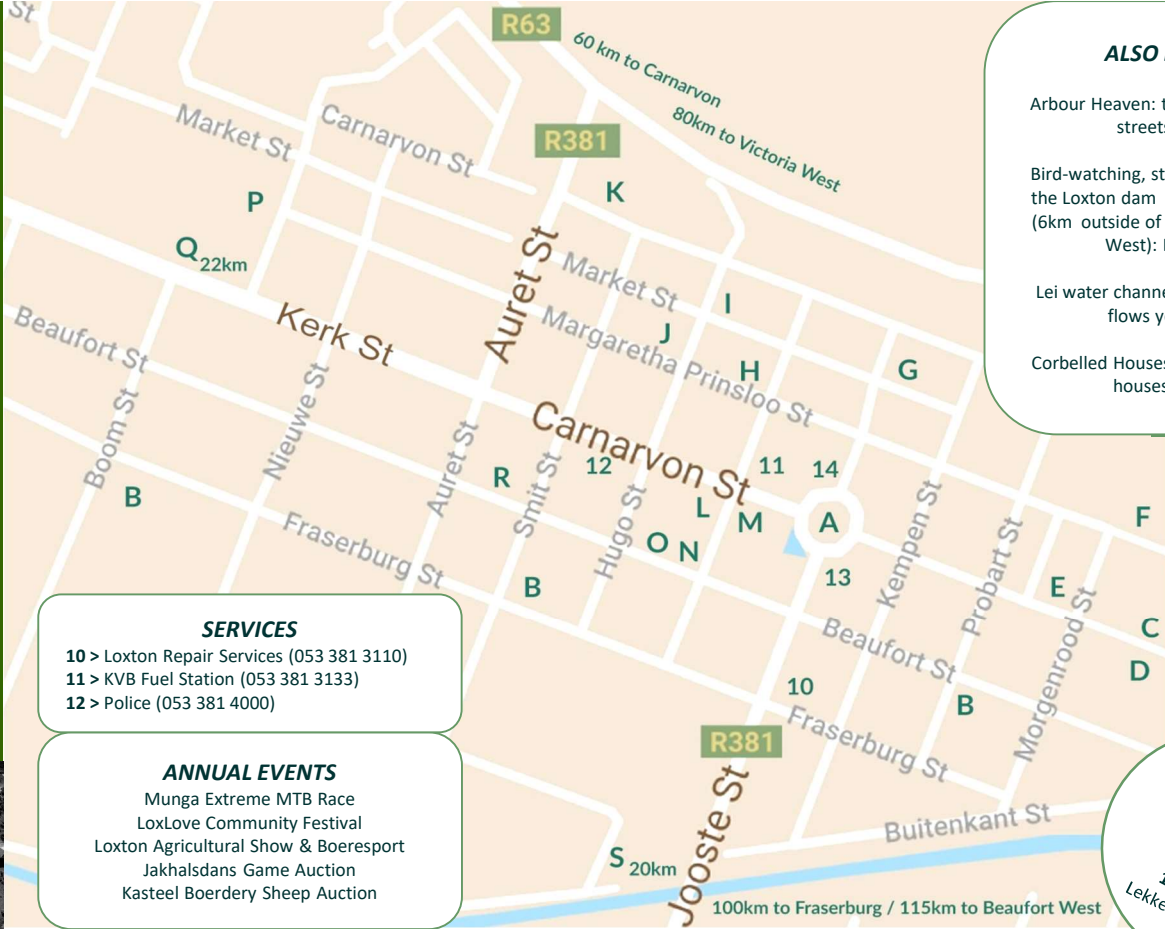 St
R63
60 km to Carnarvon
80km to Victoria West
R381
Market St
Carnarvon St
K
P
Q 22km
Auret St
Market St
I
J
Margaretha Prinsloo St
H
G
Kerk St
Beaufort St
Boom St
Nieuwe St
Auret St
Carnarvon St
12
11
14
R
Smit St
Hugo St
L
M
A
O
N
B
Fraserburg St
B
13
Kempen St
Probart St
F
E
C
D
Morgenrood St
Beaufort St
B
10
Fraserburg St
R381
Jooste St
Buitenkant St
S 20km
100km to Fraserburg / 115km to Beaufort West
SERVICES
10 > Loxton Repair Services (053 381 3110)
11 > KVB Fuel Station (053 381 3133)
12 > Police (053 381 4000)
ANNUAL EVENTS
Munga Extreme MTB Race
LoxLove Community Festival
Loxton Agricultural Show & Boeresport
Jakhalsdans Game Auction
Kasteel Boerdery Sheep Auction
ALSO
Arbour Heaven:
streets
Bird-watching,
the Loxton dam
(6km outside of
West):
Lei water
flows
Corbelled Houses
houses